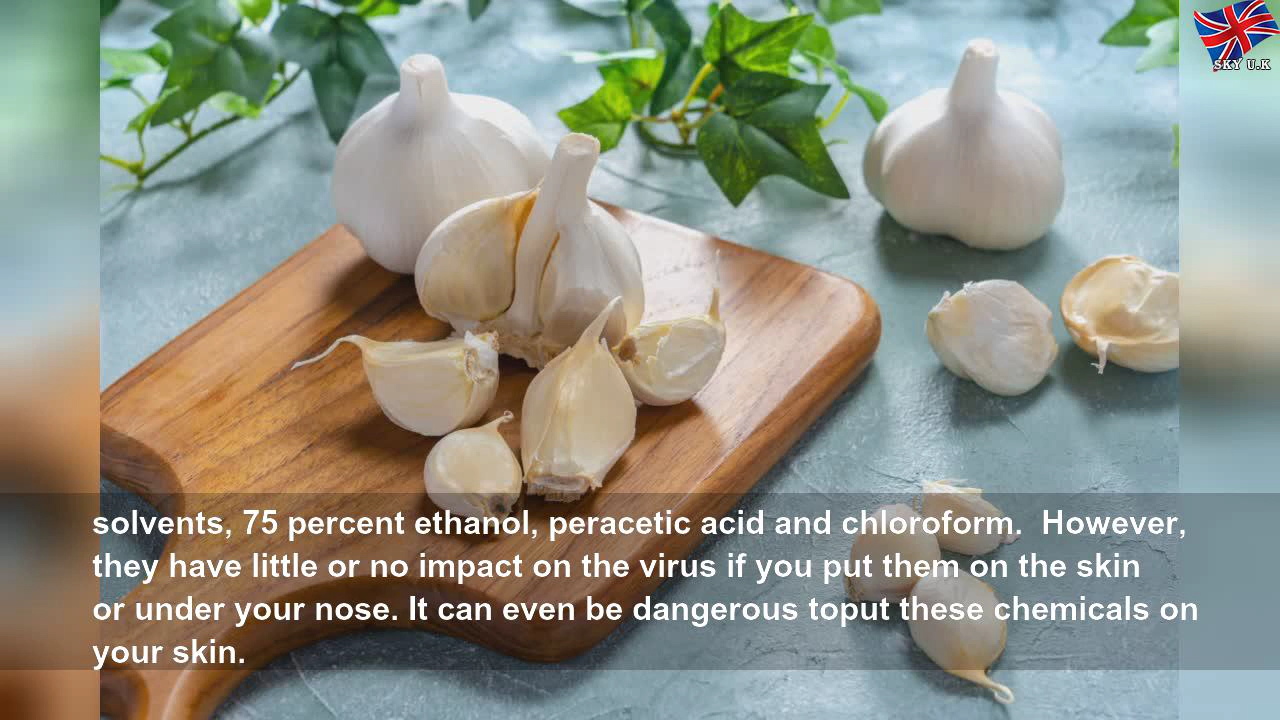 SKY U.K
solvents, 75 percent ethanol, peracetic acid and chloroform.  However,
they have little or no impact on the virus if you put them on the skin
or under your nose. It can even be dangerous toput these chemicals on
your skin.